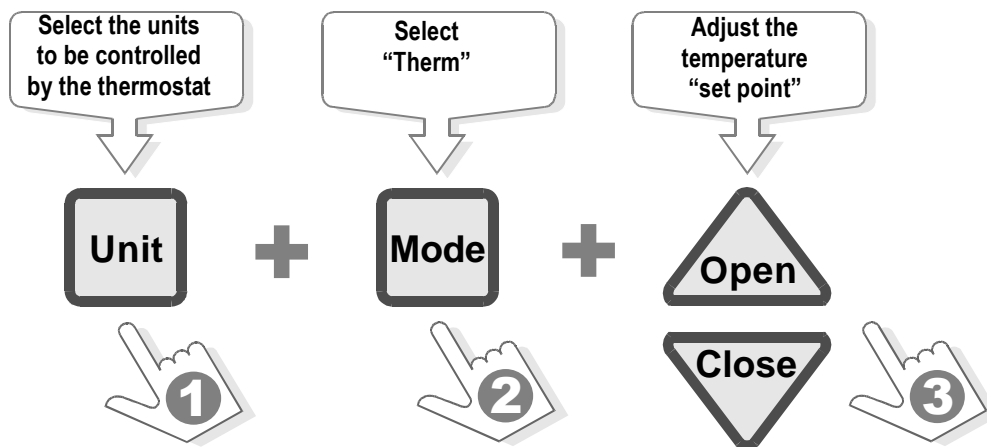 Select the units
to be controlled
by the thermostat
Select
“Therm”
Adjust the
temperature
“set point”
Unit
Mode
Open
Close
1
2
3